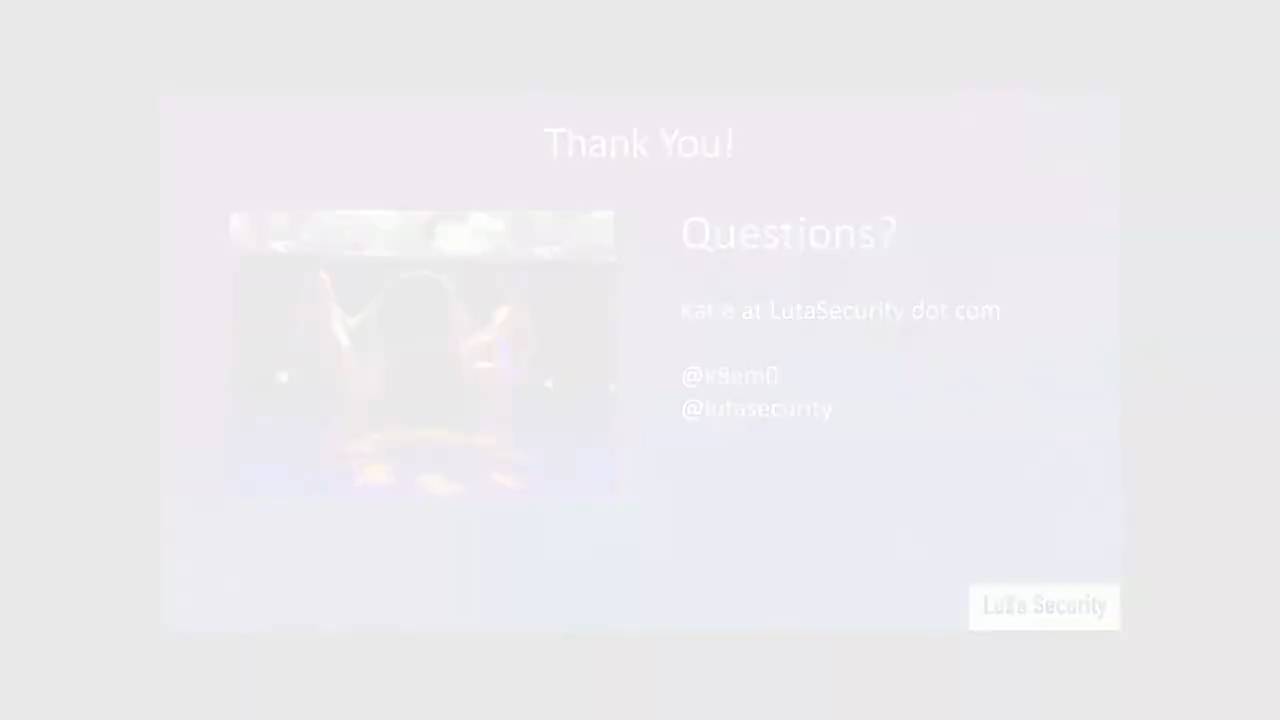 Thank You!
Questions?
Katie at LutaSecurity dot com
@k8em0
@lutasecurity
Luta Security